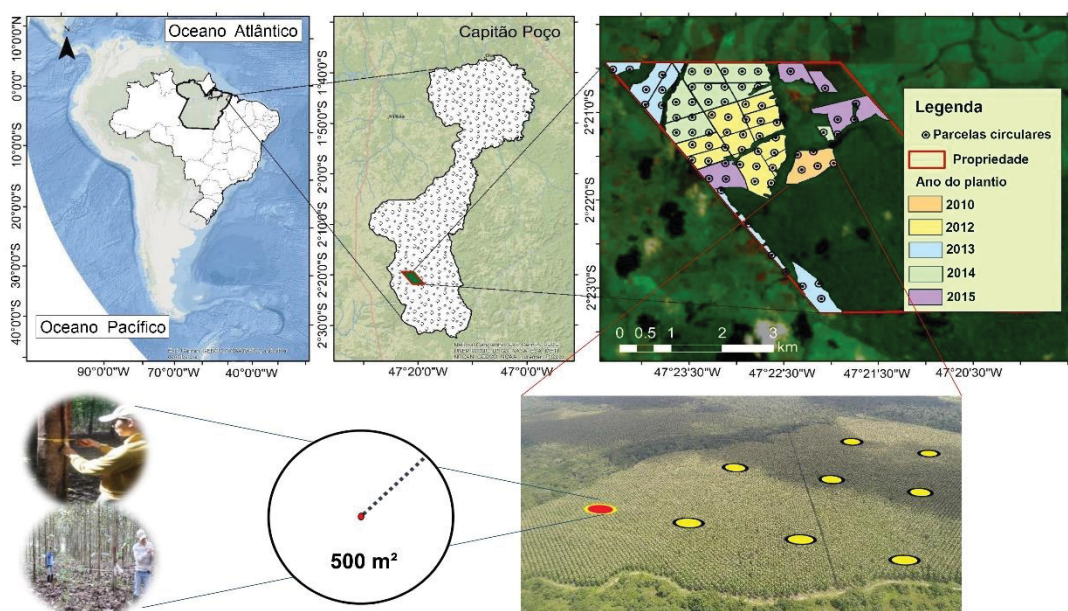 Oceano Atlântico
N
10°0'0"N
0°0'0"S
10°0'0"S
20°0'0"S
30°0'0"S
40°0'0"S
Oceano Pacífico
90°0'0"W 70°0'0"W 40°0'0"W
Capitão Poço
1°40'0"S
1°50'0"S
2°00'0"S
2°10'0"S
2°20'0"S
2°30'0"S
47°20'0"W 47°0'0"W
2°21'0"S
2°22'0"S
2°23'0"S
Legenda
Parcelas circulares
Propriedade
Ano do plantio
2010
2012
2013
2014
2015
0 0.5 1 2 3
km
47°23'30"W 47°22'30"W 47°21'30"W 47°20'30"W
500 m²